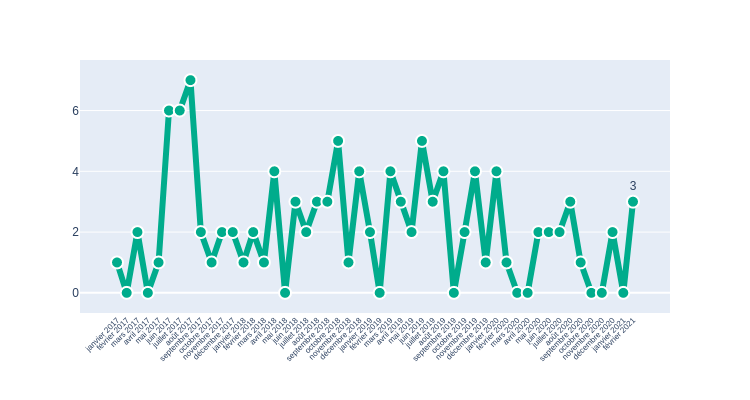 6
4
2
0
3
janvier 2017
février 2017
mars 2017
avril 2017
mai 2017
juin 2017
juillet 2017
août 2017
septembre 2017
octobre 2017
novembre 2017
décembre 2017
janvier 2018
février 2018
mars 2018
avril 2018
mai 2018
juin 2018
juillet 2018
août 2018
septembre 2018
octobre 2018
novembre 2018
décembre 2018
janvier 2019
février 2019
mars 2019
avril 2019
mai 2019
juin 2019
juillet 2019
août 2019
septembre 2019
octobre 2019
novembre 2019
décembre 2019
janvier 2020
février 2020
mars 2020
avril 2020
mai 2020
juin 2020
juillet 2020
août 2020
septembre 2020
octobre 2020
novembre 2020
décembre 2020
janvier 2021
février 2021